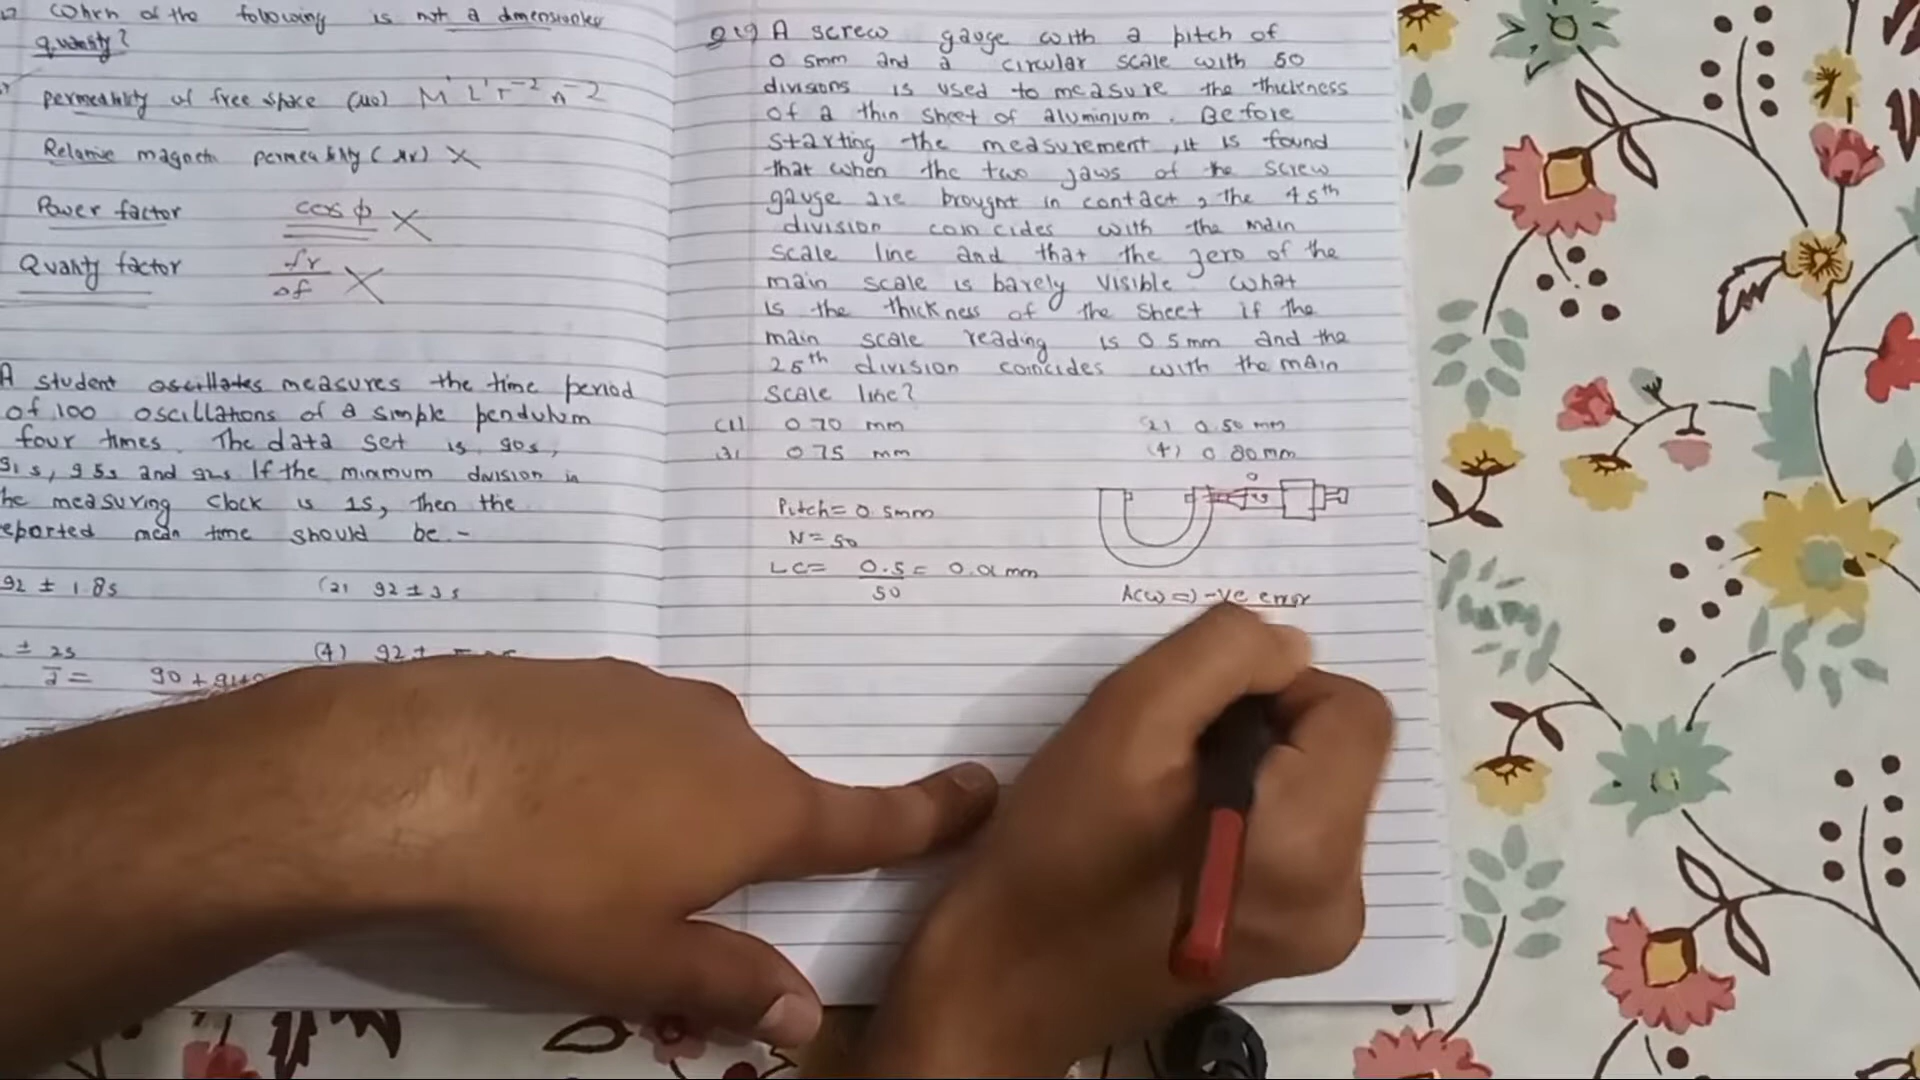 of the following is not a dimensionless
quantity?
permeability of free space (μ0) M¹L¹T⁻²A⁻2
Relative magnetic permeability (μr) X
Power factor cos φ X
Quality factor fr/Δf X
A student oscillates measures the time period
of 100 oscillations of a simple pendulum
four times. The data set is 90s,
91s, 95s and 92s If the minimum division in
he measuring clock is 1s, then the
eported mean time should be -
92 ± 1.8s (2) 92 ± 3s
± 2s (4) 92 ±
= 90 + 91+
A screw gauge with a pitch of
0.5mm and a circular scale with 50
divisions is used to measure the thickness
of a thin sheet of aluminium. Before
starting the measurement, it is found
that when the two jaws of the screw
gauge are brought in contact, the 45th
division coincides with the main
scale line and that the zero of the
main scale is barely visible. What
is the thickness of the sheet if the
main scale reading is 0.5mm and the
25th division coincides with the main
scale line?
(1) 0.70 mm (2) 0.50 mm
(3) 0.75 mm (4) 0.80 mm
Pitch = 0.5mm
N = 50
LC = 0.5/50 = 0.01 mm
ACW => -ve error